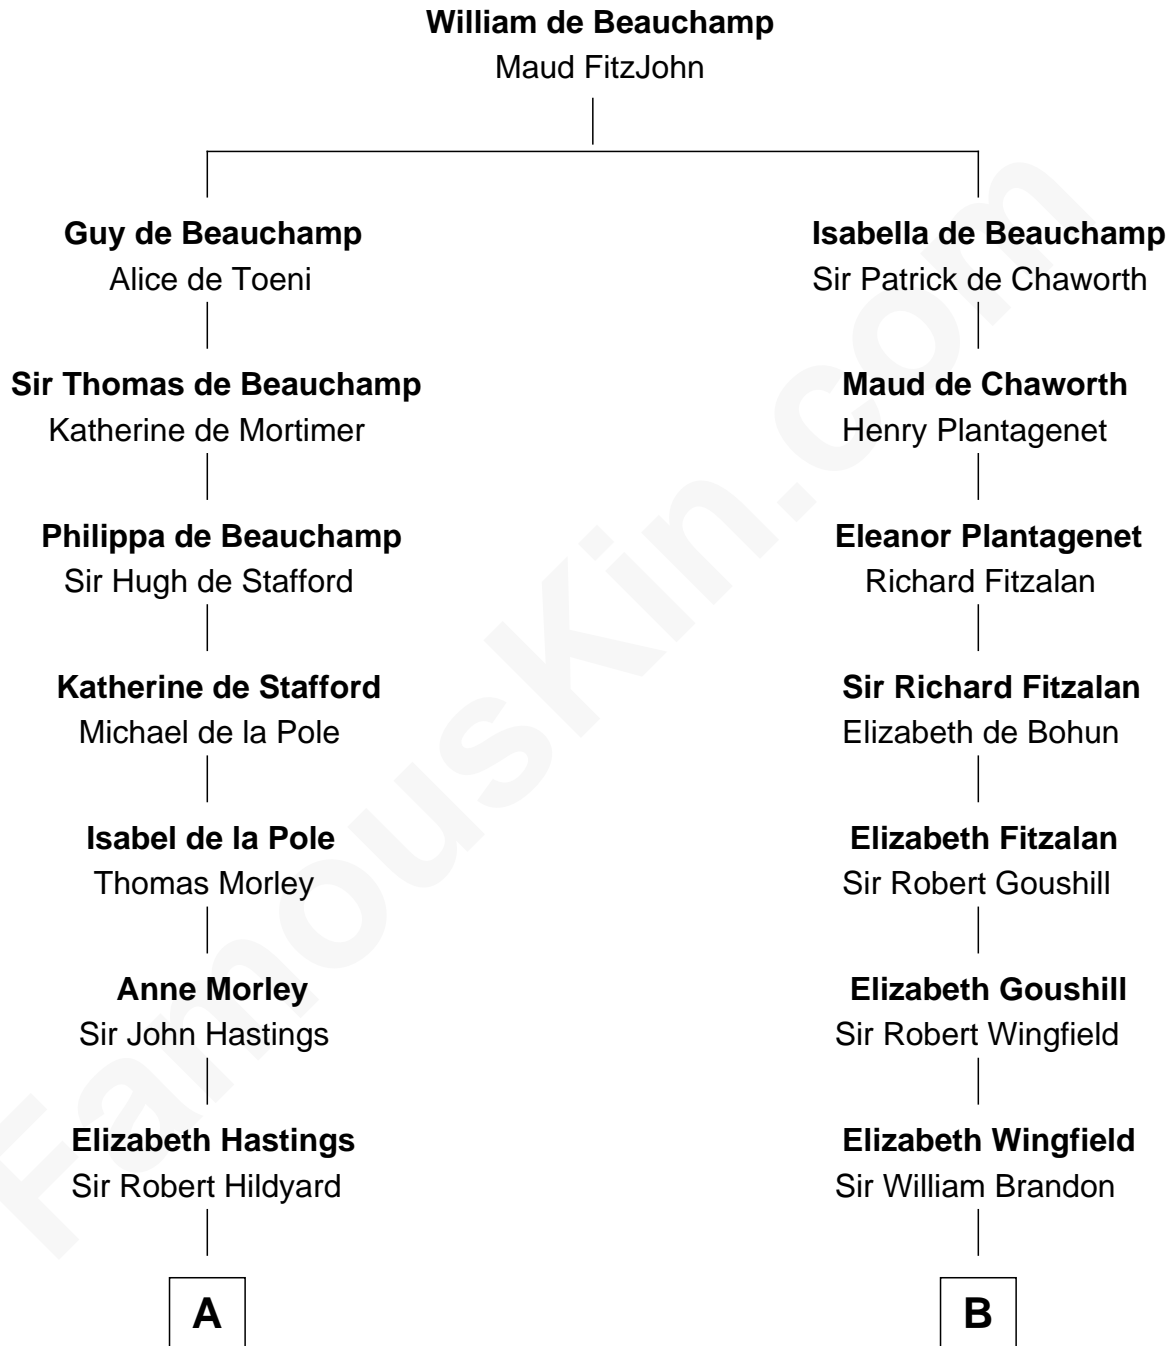 William de Beauchamp
Maud FitzJohn
Guy de Beauchamp
Alice de Toeni
Isabella de Beauchamp
Sir Patrick de Chaworth
Sir Thomas de Beauchamp
Katherine de Mortimer
Maud de Chaworth
Henry Plantagenet
Philippa de Beauchamp
Sir Hugh de Stafford
Eleanor Plantagenet
Richard Fitzalan
Katherine de Stafford
Michael de la Pole
Sir Richard Fitzalan
Elizabeth de Bohun
Isabel de la Pole
Thomas Morley
Elizabeth Fitzalan
Sir Robert Goushill
Anne Morley
Sir John Hastings
Elizabeth Goushill
Sir Robert Wingfield
Elizabeth Hastings
Sir Robert Hildyard
Elizabeth Wingfield
Sir William Brandon
A
B
FamousKin.com